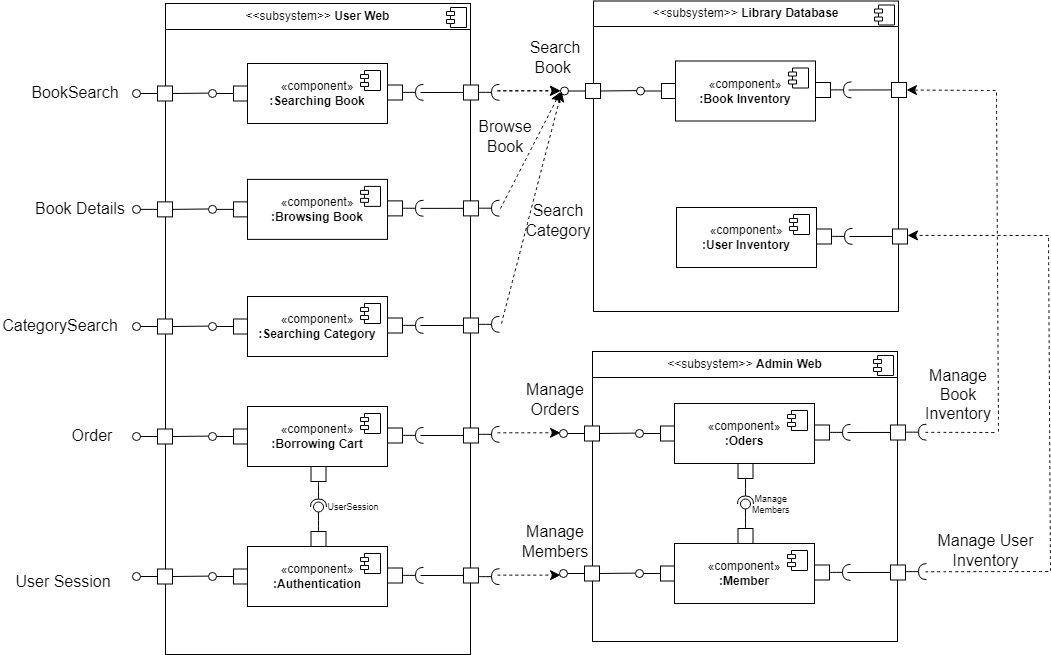 <<subsystem>> User Web
BookSearch
«component»
:Searching Book
Book Details
«component»
:Browsing Book
CategorySearch
«component»
:Searching Category
Order
«component»
:Borrowing Cart
UserSession
User Session
«component»
:Authentication
Search
Book
Browse
Book
Search
Category
Manage
Orders
Manage
Members
<<subsystem>> Library Database
«component»
:Book Inventory
«component»
:User Inventory
<<subsystem>> Admin Web
«component»
:Oders
Manage
Members
«component»
:Member
Manage
Book
Inventory
Manage User
Inventory